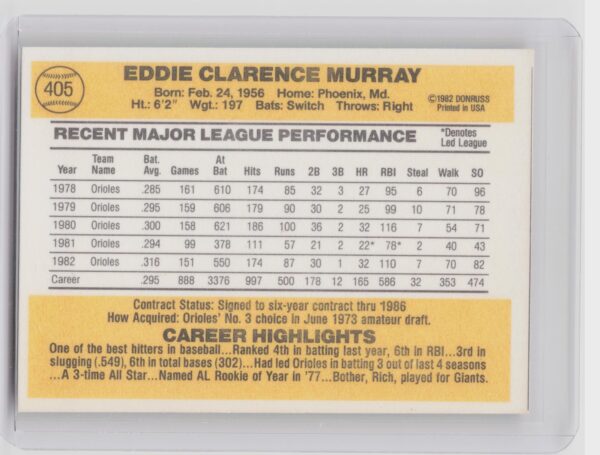 405
EDDIE CLARENCE MURRAY
Born: Feb. 24, 1956 Home: Phoenix, Md.
Ht.: 6'2" Wgt.: 197 Bats: Switch Throws: Right
©1982 DONRUSS
Printed in USA
RECENT MAJOR LEAGUE PERFORMANCE
*Denotes
Led League
Year Team Name Bat. Avg. Games At Bat Hits Runs 2B 3B HR RBI Steal Walk SO
1978 Orioles .285 161 610 174 85 32 3 27 95 6 70 96
1979 Orioles .295 159 606 179 90 30 2 25 99 10 71 78
1980 Orioles .300 158 621 186 100 36 2 32 116 7 54 71
1981 Orioles .294 99 378 111 57 21 2 22* 78* 2 40 43
1982 Orioles .316 151 550 174 87 30 1 32 110 7 70 82
Career .295 888 3376 997 500 178 12 165 586 32 353 474
Contract Status: Signed to six-year contract thru 1986
How Acquired: Orioles' No. 3 choice in June 1973 amateur draft.
CAREER HIGHLIGHTS
One of the best hitters in baseball...Ranked 4th in batting last year, 6th in RBI...3rd in
slugging (.549), 6th in total bases (302)...Had led Orioles in batting 3 out of last 4 seasons
...A 3-time All Star...Named AL Rookie of Year in '77...Bother, Rich, played for Giants.